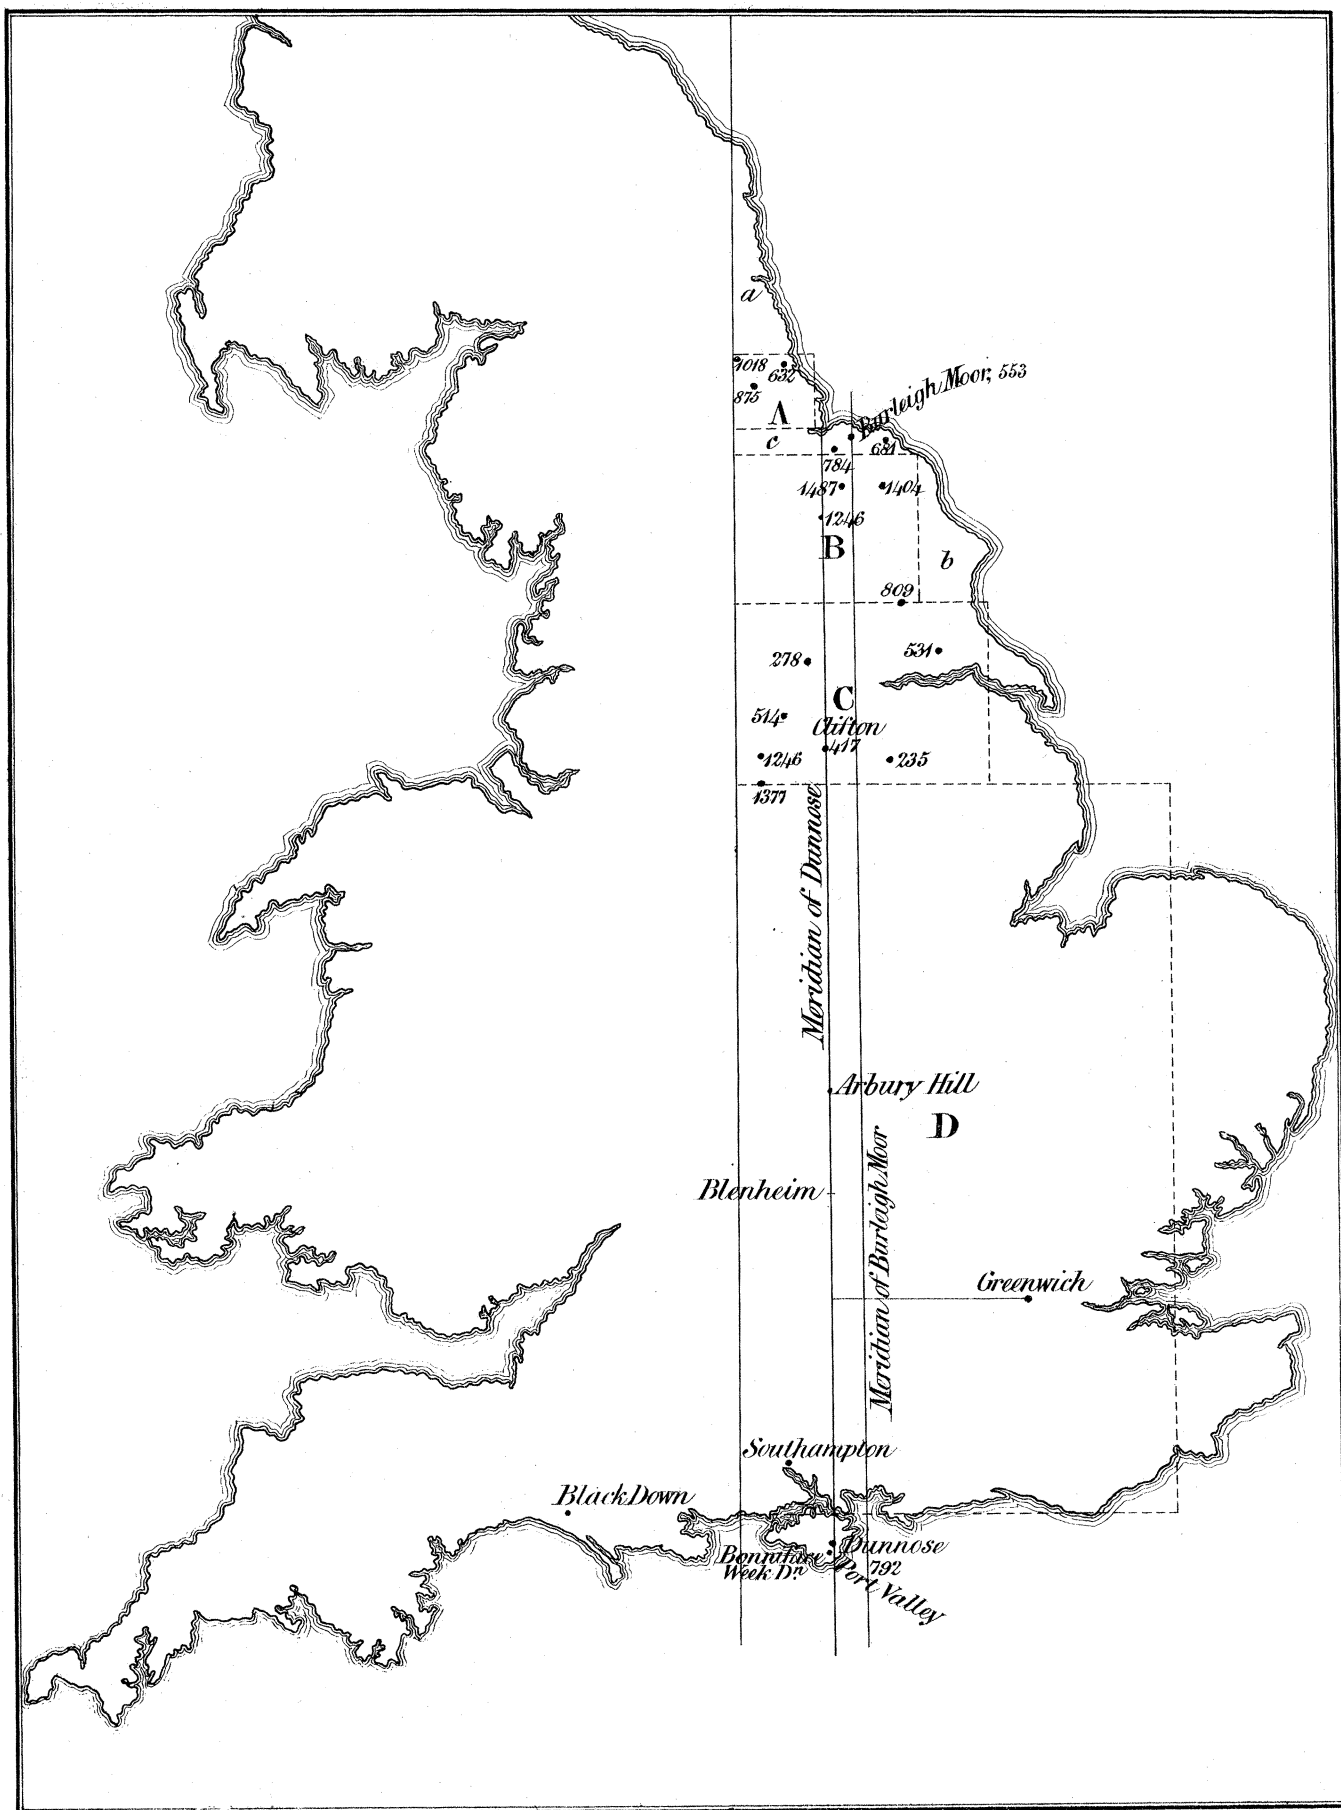 a
1018
632
875
A
c
Burleigh Moor, 553
681
784
1487
1404
1246
B
b
809
278
531
C
514
Clifton
417
1246
235
1377
Meridian of Dunnose
Arbury Hill
D
Blenheim
Meridian of Burleigh Moor
Greenwich
Southampton
Black Down
Dunnose
792
Week Dn.
Port Valley